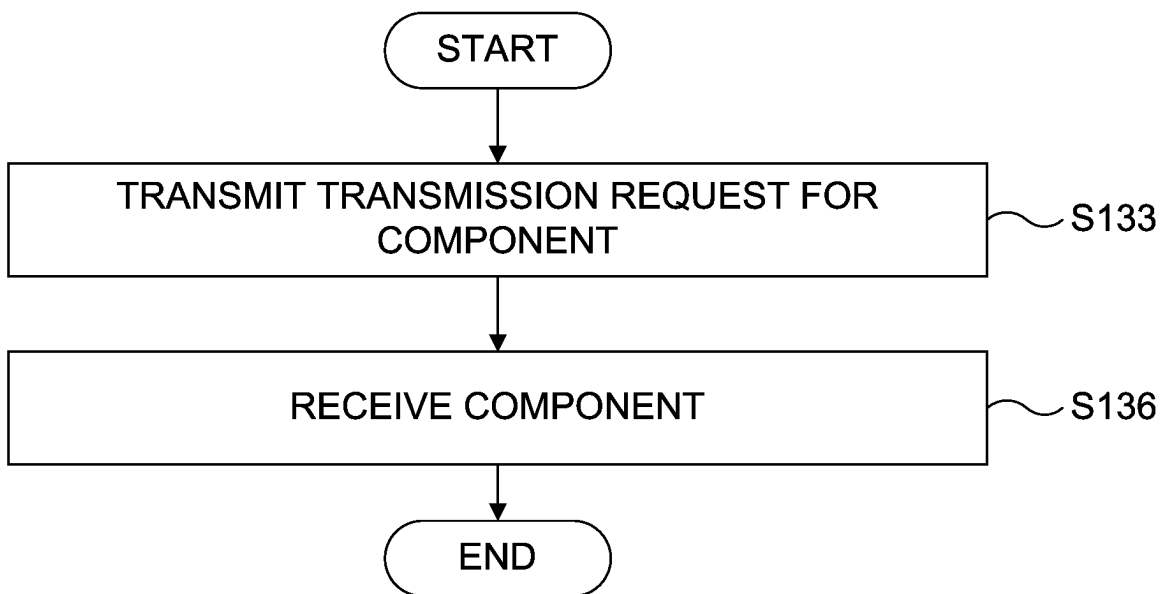 START
TRANSMIT TRANSMISSION REQUEST FOR
COMPONENT
S133
RECEIVE COMPONENT
S136
END